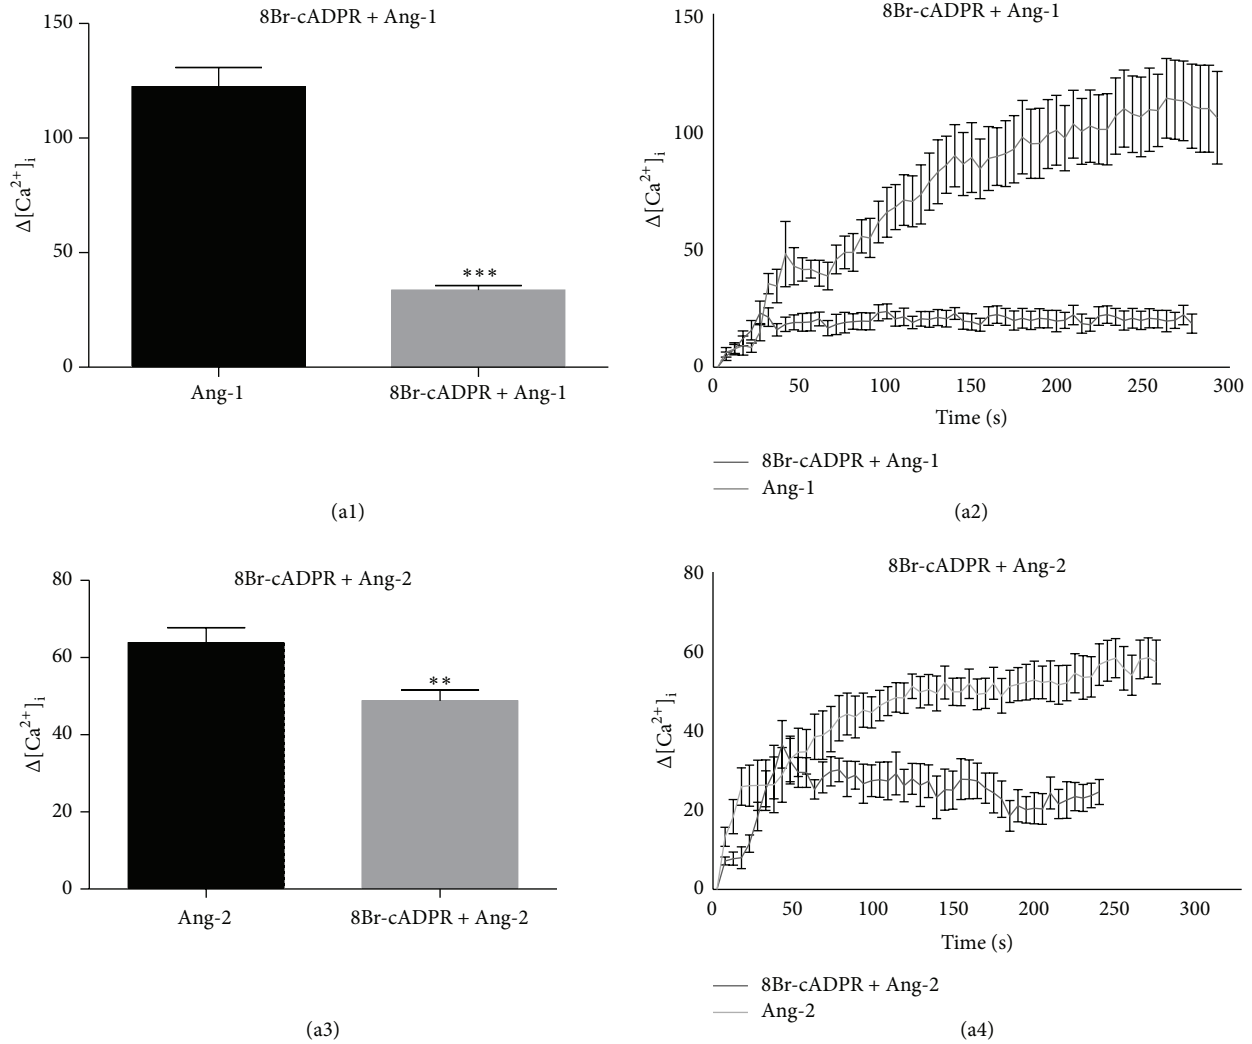 8Br-cADPR + Ang-1
150
100
50
0
Δ[Ca²⁺]ᵢ
***
Ang-1
8Br-cADPR + Ang-1
(a1)
8Br-cADPR + Ang-1
150
100
50
0
Δ[Ca²⁺]ᵢ
0 50 100 150 200 250 300
Time (s)
8Br-cADPR + Ang-1
Ang-1
(a2)
8Br-cADPR + Ang-2
80
60
40
20
0
Δ[Ca²⁺]ᵢ
**
Ang-2
8Br-cADPR + Ang-2
(a3)
8Br-cADPR + Ang-2
80
60
40
20
0
Δ[Ca²⁺]ᵢ
0 50 100 150 200 250 300
Time (s)
8Br-cADPR + Ang-2
Ang-2
(a4)